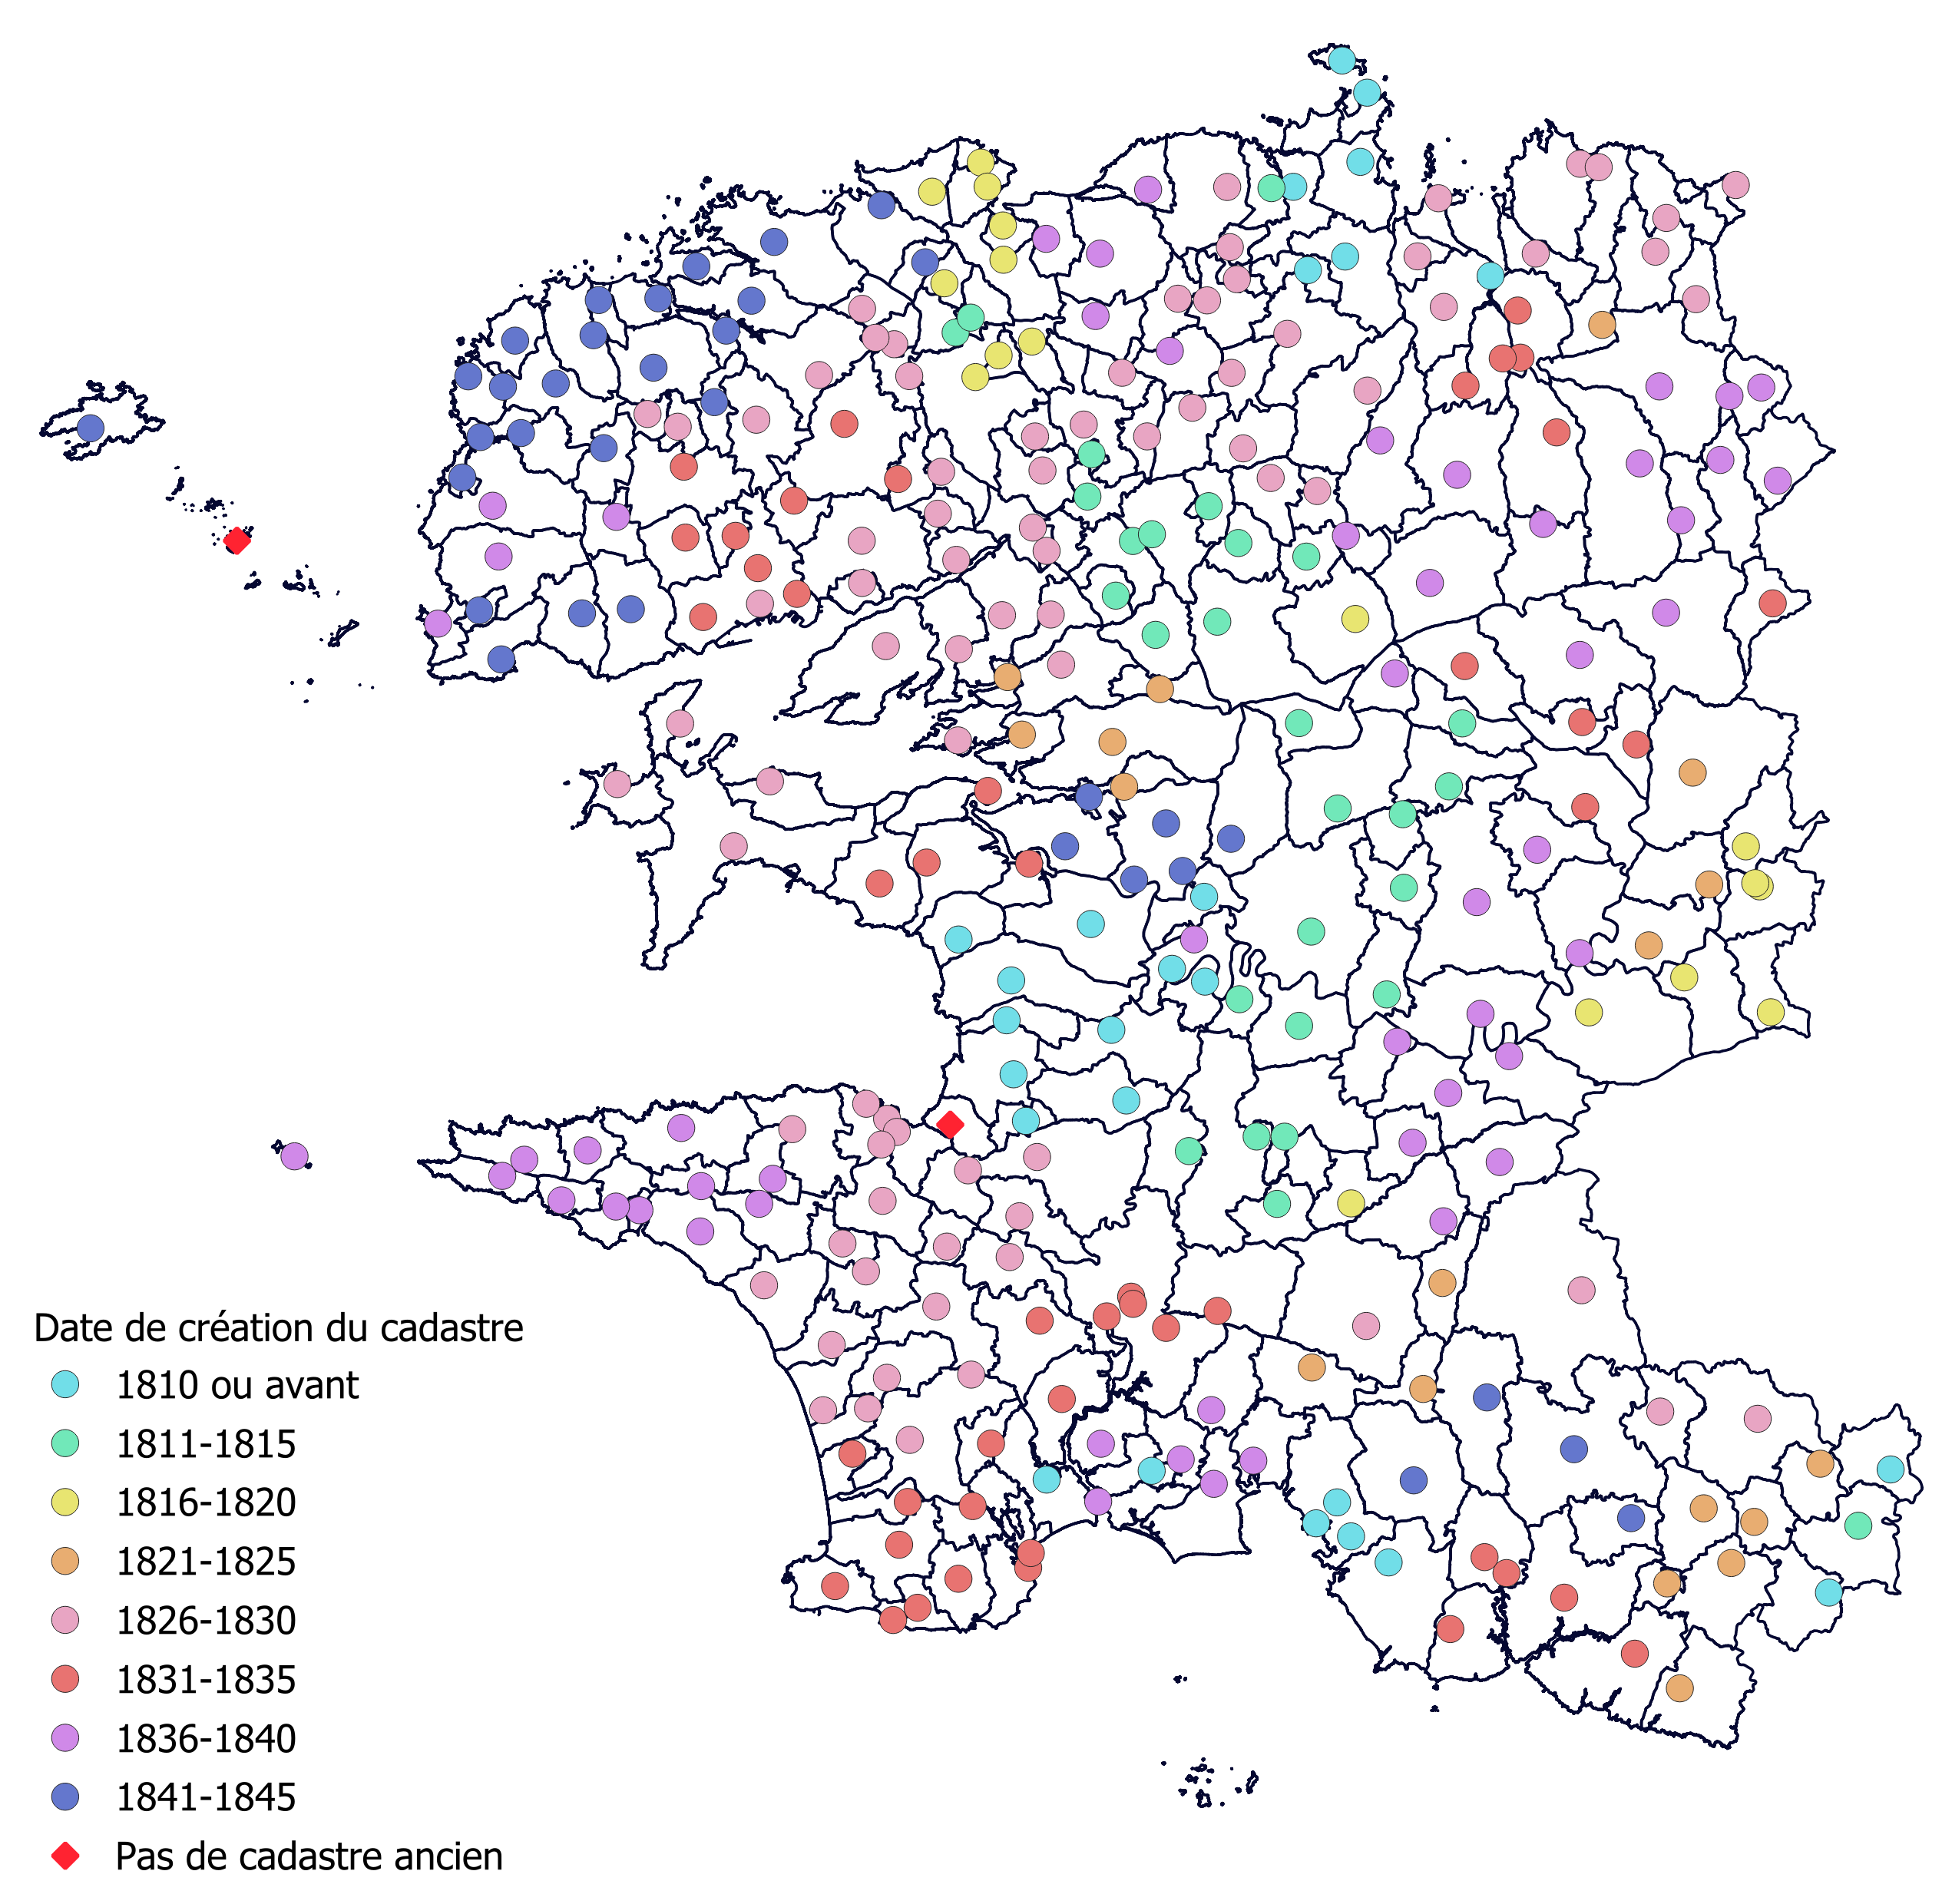 Date de création du cadastre
1810 ou avant
1811-1815
1816-1820
1821-1825
1826-1830
1831-1835
1836-1840
1841-1845
Pas de cadastre ancien